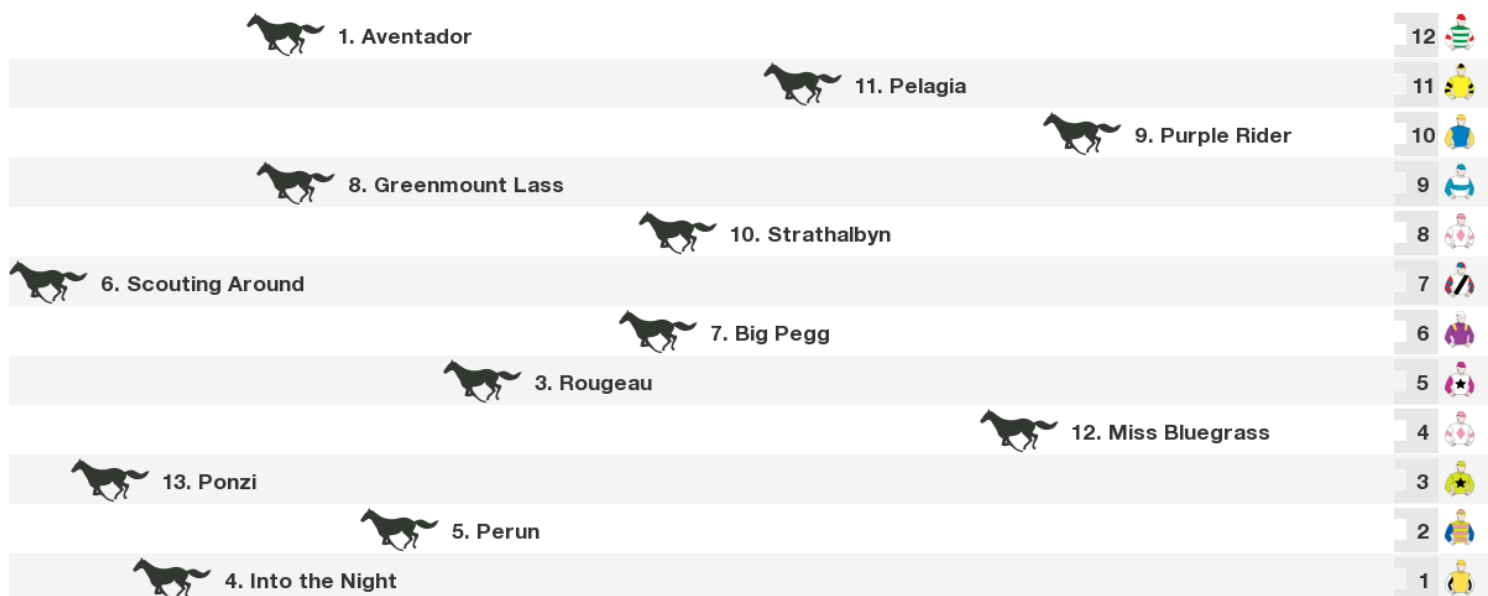 1. Aventador 12
11. Pelagia 11
9. Purple Rider 10
8. Greenmount Lass 9
10. Strathalbyn 8
6. Scouting Around 7
7. Big Pegg 6
3. Rougeau 5
12. Miss Bluegrass 4
13. Ponzi 3
5. Perun 2
4. Into the Night 1